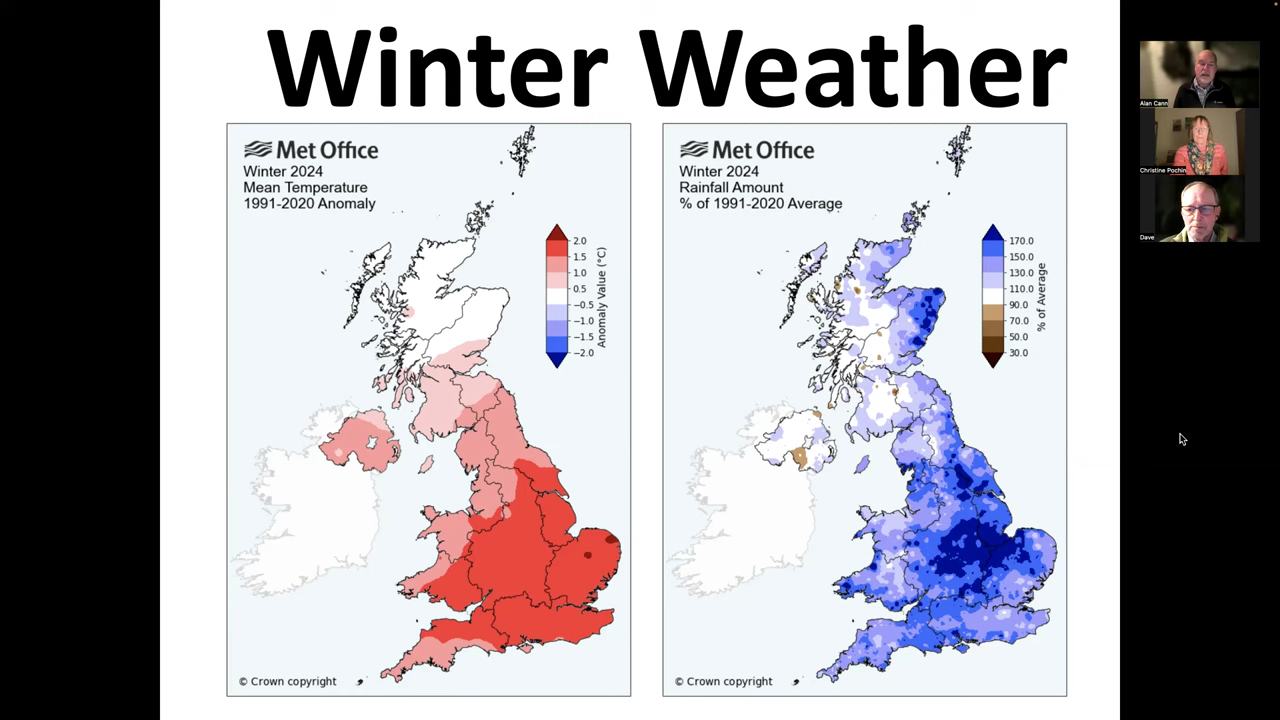 Winter Weather
Met Office
Winter 2024
Mean Temperature
1991-2020 Anomaly
2.0
1.5
1.0
0.5
−0.5
−1.0
−1.5
−2.0
Anomaly Value (°C)
© Crown copyright
Met Office
Winter 2024
Rainfall Amount
% of 1991-2020 Average
170.0
150.0
130.0
110.0
90.0
70.0
50.0
30.0
% of Average
© Crown copyright
Alan Cann
Christine Pochin
Dave